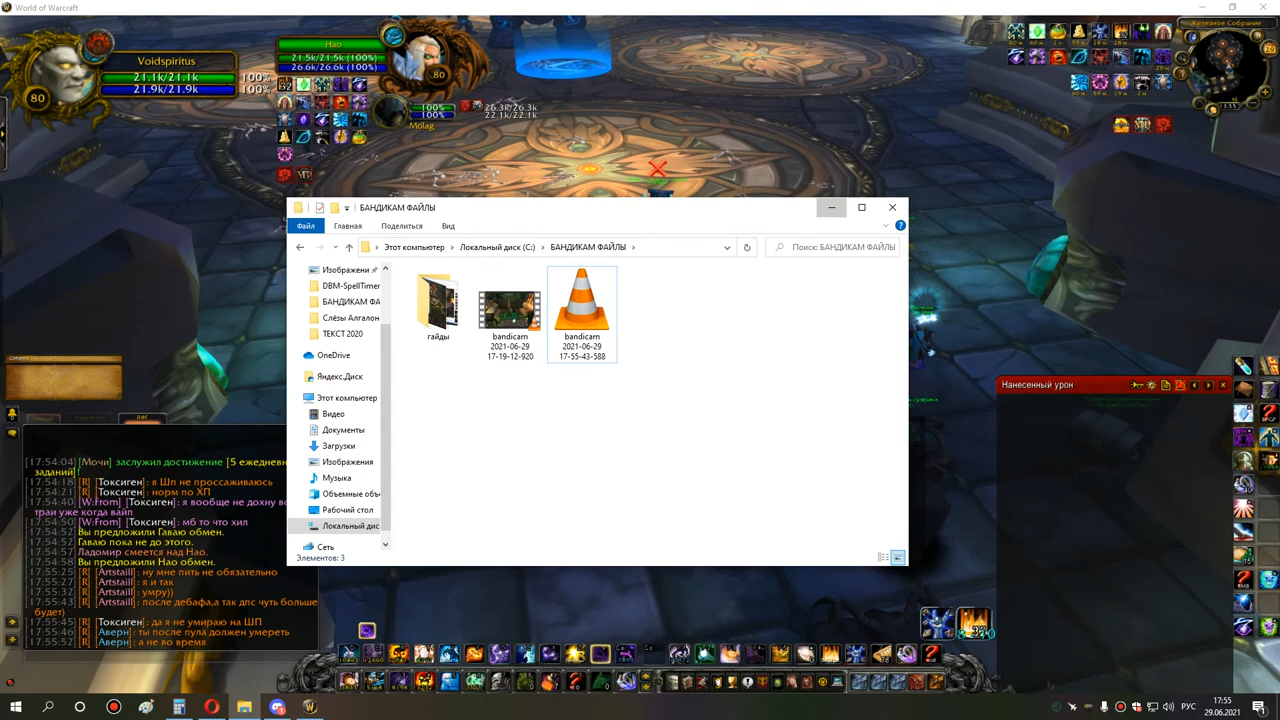 World of Warcraft
Voidspiritus
21.1k/21.1k 100%
21.9k/21.9k 100%
80
Нао
21.5k/21.5k (100%)
26.6k/26.6k (100%)
80
100% 26.3k/26.3k
100% 22.1k/22.1k
Molag
Железное Собрание
13:55
БАНДИКАМ ФАЙЛЫ
Файл Главная Поделиться Вид
Этот компьютер Локальный диск (C:) БАНДИКАМ ФАЙЛЫ
Поиск: БАНДИКАМ ФАЙЛЫ
Изображени
DBM-SpellTimer
БАНДИКАМ ФА
Слёзы Алгалон
ТЕКСТ 2020
OneDrive
Яндекс.Диск
Этот компьютер
Видео
Документы
Загрузки
Изображения
Музыка
Объемные объ
Рабочий стол
Локальный дис
Сеть
Элементов: 3
гайды
bandicam
2021-06-29
17-19-12-920
bandicam
2021-06-29
17-55-43-588
Нанесенный урон
[17:54:04] [Мочи] заслужил достижение [5 ежедневн
заданий]!
[17:54:18] [R] [Токсиген]: я Шп не проссаживаюсь
[17:54:21] [R] [Токсиген]: норм по ХП
[17:54:40] [W:From] [Токсиген]: я вообще не дохну во
траи уже когда вайп
[17:54:50] [W:From] [Токсиген]: мб то что хил
[17:54:52] Вы предложили Гаваю обмен.
[17:54:52] Гаваю пока не до этого.
[17:54:57] Ладомир смеется над Нао.
[17:54:58] Вы предложили Нао обмен.
[17:55:25] [R] [Artstaill]: ну мне пить не обязательно
[17:55:27] [R] [Artstaill]: я и так
[17:55:32] [R] [Artstaill]: умру))
[17:55:43] [R] [Artstaill]: после дебафа,а так дпс чуть больше
будет)
[17:55:45] [R] [Токсиген]: да я не умираю на ШП
[17:55:46] [R] [Аверн]: ты после пула должен умереть
[17:55:52] [R] [Аверн]: а не во время
РУС
17:55
29.06.2021